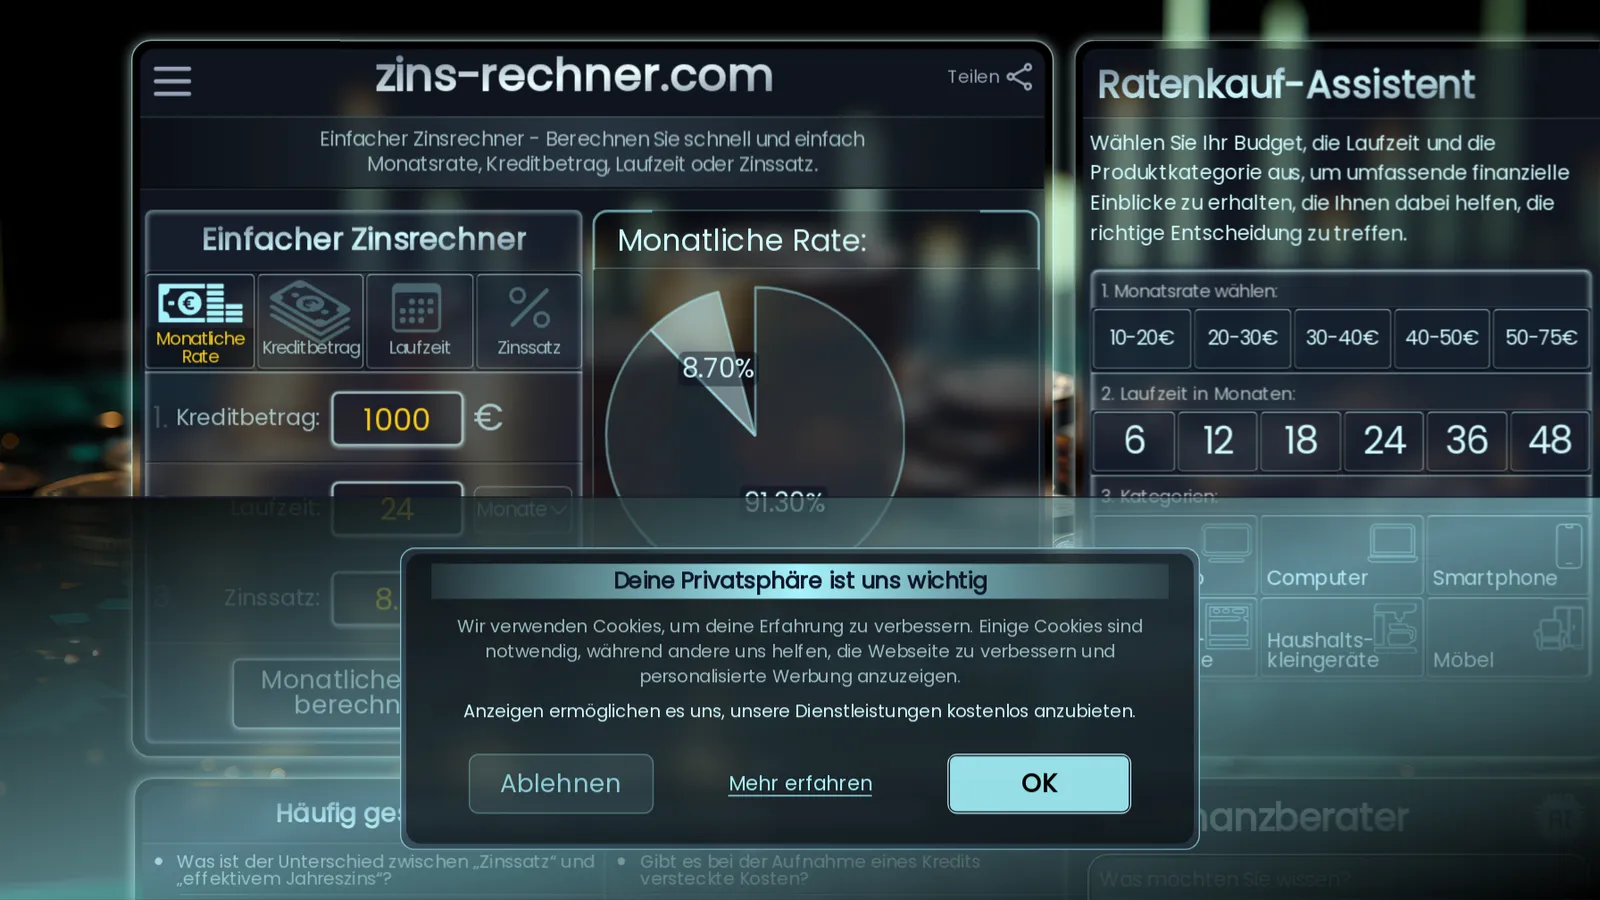 zins-rechner.com
Teilen
Einfacher Zinsrechner - Berechnen Sie schnell und einfach
Monatsrate, Kreditbetrag, Laufzeit oder Zinssatz.
Einfacher Zinsrechner
Monatliche
Rate
Kreditbetrag
Laufzeit
Zinssatz
1. Kreditbetrag: 1000 €
Laufzeit: 24 Monate
3. Zinssatz: 8.
Monatliche
berechn
Monatliche Rate:
8.70%
91.30%
Ratenkauf-Assistent
Wählen Sie Ihr Budget, die Laufzeit und die
Produktkategorie aus, um umfassende finanzielle
Einblicke zu erhalten, die Ihnen dabei helfen, die
richtige Entscheidung zu treffen.
1. Monatsrate wählen:
10-20€ 20-30€ 30-40€ 40-50€ 50-75€
2. Laufzeit in Monaten:
6 12 18 24 36 48
3. Kategorien:
Computer
Smartphone
Haushalts-
kleingeräte
Möbel
Deine Privatsphäre ist uns wichtig
Wir verwenden Cookies, um deine Erfahrung zu verbessern. Einige Cookies sind
notwendig, während andere uns helfen, die Webseite zu verbessern und
personalisierte Werbung anzuzeigen.
Anzeigen ermöglichen es uns, unsere Dienstleistungen kostenlos anzubieten.
Ablehnen
Mehr erfahren
OK
Häufig ges
• Was ist der Unterschied zwischen „Zinssatz“ und
„effektivem Jahreszins“?
• Gibt es bei der Aufnahme eines Kredits
versteckte Kosten?
nanzberater
AI
Was möchten Sie wissen?